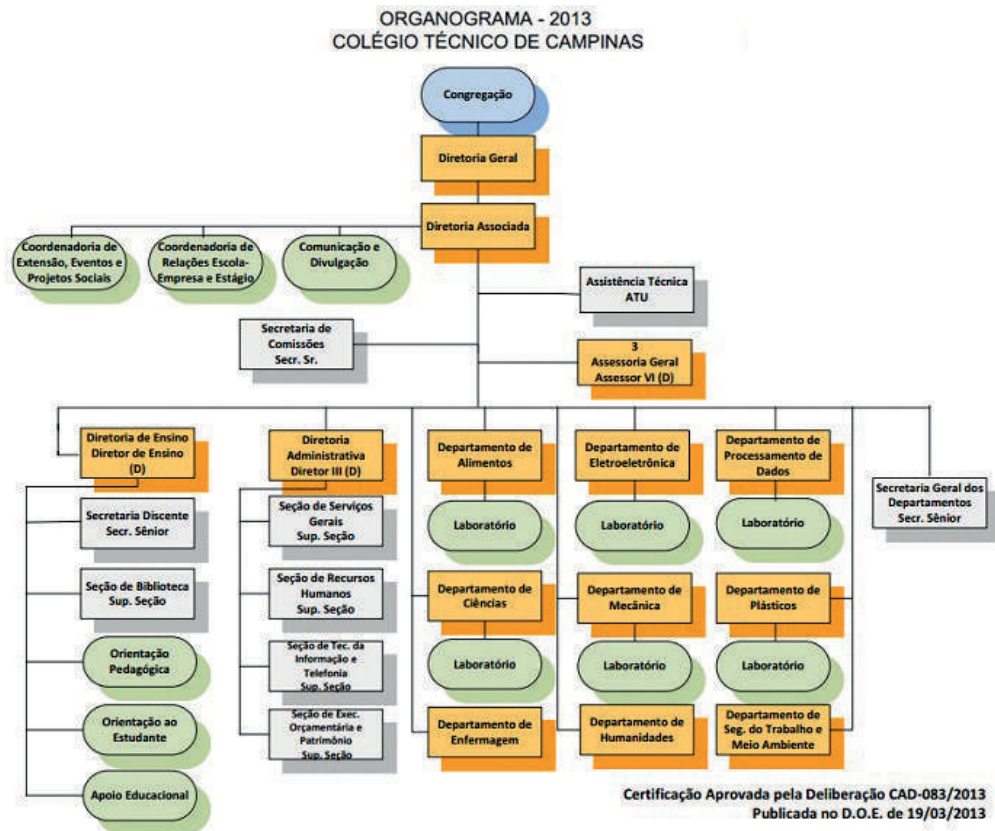 ORGANOGRAMA - 2013
COLÉGIO TÉCNICO DE CAMPINAS
Congregação
Diretoria Geral
Diretoria Associada
Coordenadoria de
Extensão, Eventos e
Projetos Sociais
Coordenadoria de
Relações Escola-
Empresa e Estágio
Comunicação e
Divulgação
Assistência Técnica
ATU
Secretaria de
Comissões
Secr. Sr.
3
Assessoria Geral
Assessor VI (D)
Diretoria de Ensino
Diretor de Ensino
(D)
Secretaria Discente
Secr. Sênior
Seção de Biblioteca
Sup. Seção
Orientação
Pedagógica
Orientação ao
Estudante
Apoio Educacional
Diretoria
Administrativa
Diretor III (D)
Seção de Serviços
Gerais
Sup. Seção
Seção de Recursos
Humanos
Sup. Seção
Seção de Tec. da
Informação e
Telefonia
Sup. Seção
Seção de Exec.
Orçamentária e
Patrimônio
Sup. Seção
Departamento de
Alimentos
Laboratório
Departamento de
Ciências
Laboratório
Departamento de
Enfermagem
Departamento de
Eletroeletrônica
Laboratório
Departamento de
Mecânica
Laboratório
Departamento de
Humanidades
Departamento de
Processamento de
Dados
Laboratório
Departamento de
Plásticos
Laboratório
Departamento de
Seg. do Trabalho e
Meio Ambiente
Secretaria Geral dos
Departamentos
Secr. Sênior
Certificação Aprovada pela Deliberação CAD-083/2013
Publicada no D.O.E. de 19/03/2013